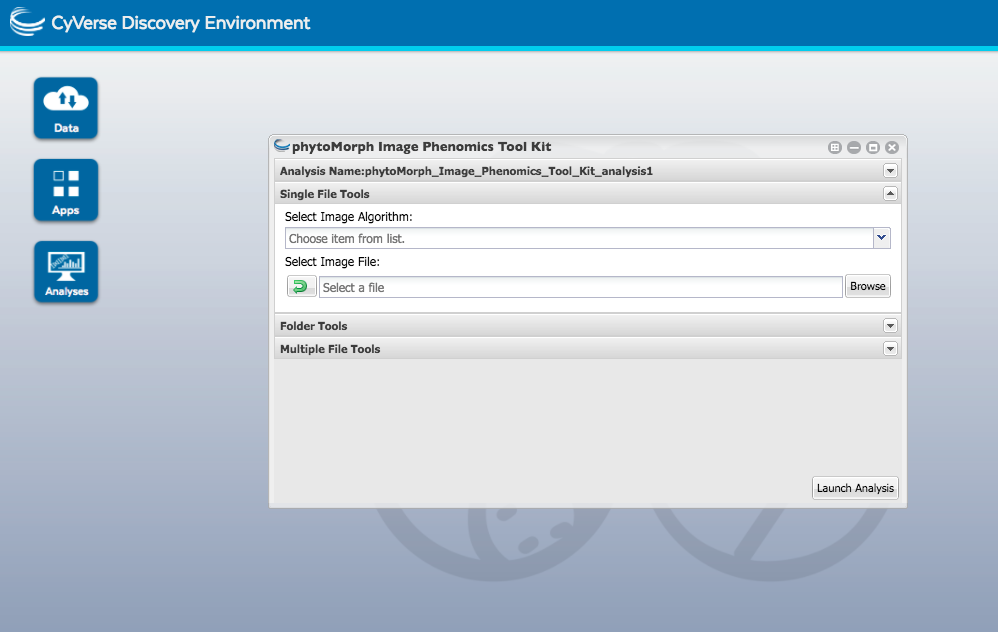 CyVerse Discovery Environment
Data
Apps
Analyses
phytoMorph Image Phenomics Tool Kit
Analysis Name:phytoMorph_Image_Phenomics_Tool_Kit_analysis1
Single File Tools
Select Image Algorithm:
Choose item from list.
Select Image File:
Select a file
Browse
Folder Tools
Multiple File Tools
Launch Analysis